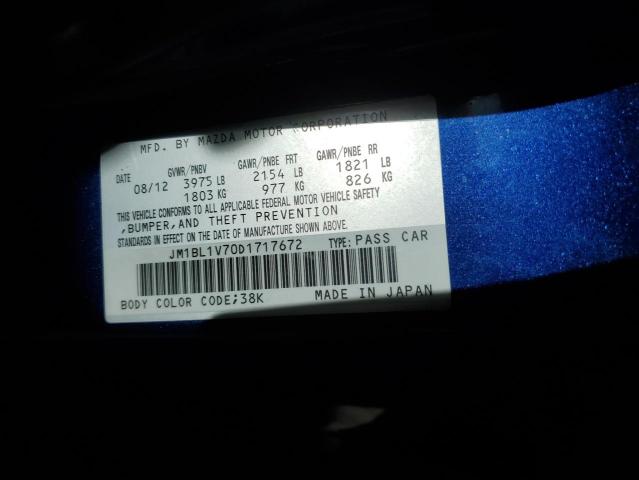 MFD. BY MAZDA MOTOR CORPORATION
DATE GVWR/PNBV GAWR/PNBE FRT GAWR/PNBE RR
08/12 3975 LB 2154 LB 1821 LB
1803 KG 977 KG 826 KG
THIS VEHICLE CONFORMS TO ALL APPLICABLE FEDERAL MOTOR VEHICLE SAFETY
,BUMPER,AND THEFT PREVENTION
STANDARDS IN EFFECT ON THE DATE OF MANUFACTURE SHOWN ABOVE.
JM1BL1V70D1717672 TYPE: PASS CAR
BODY COLOR CODE;38K MADE IN JAPAN